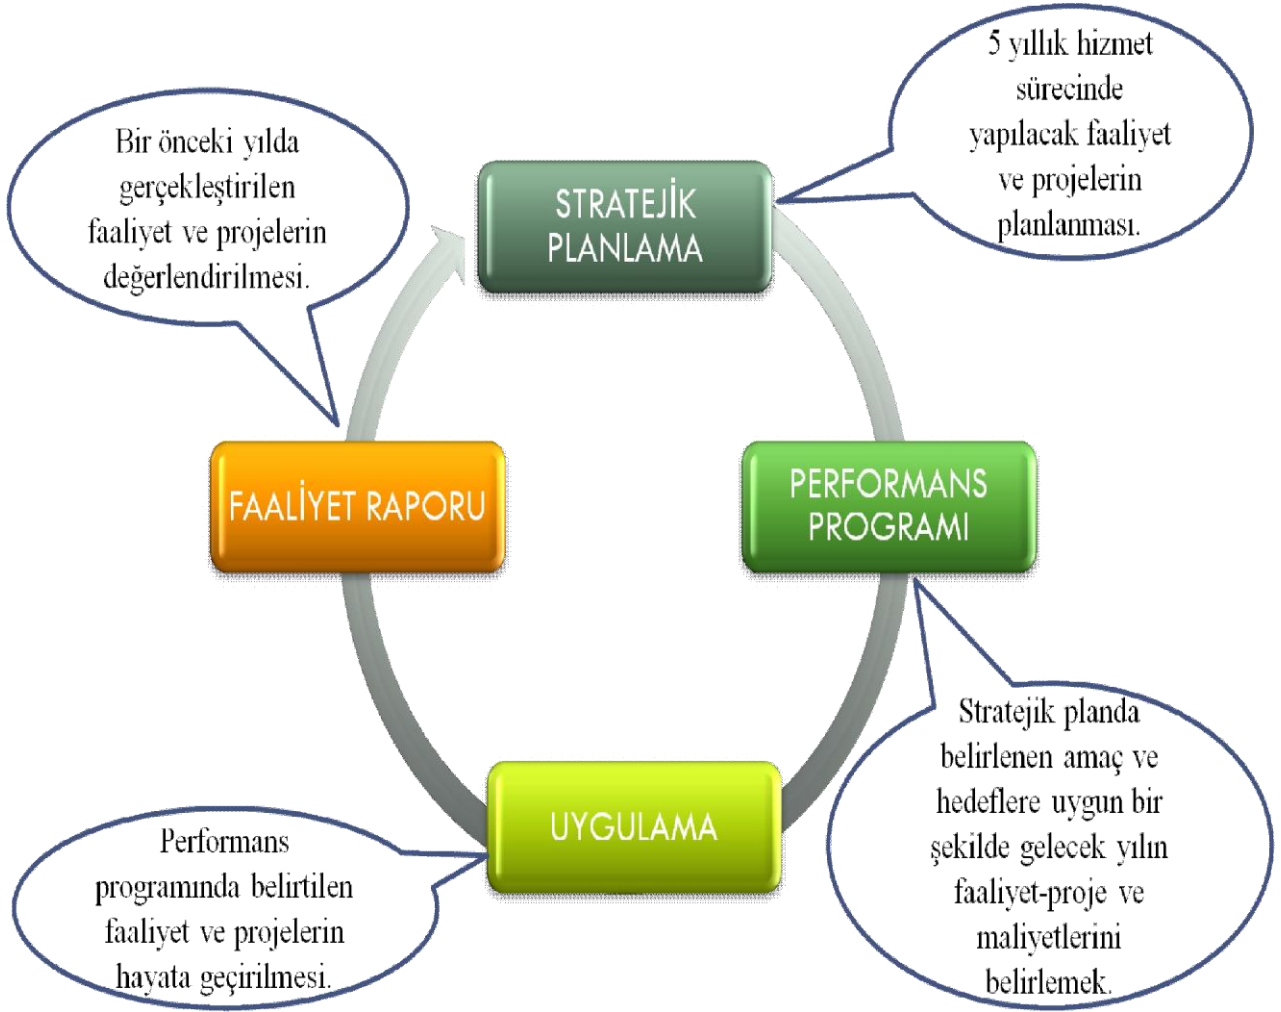 5 yıllık hizmet
sürecinde
yapılacak faaliyet
ve projelerin
planlanması.
Bir önceki yılda
gerçekleştirilen
faaliyet ve projelerin
değerlendirilmesi.
STRATEJİK
PLANLAMA
FAALİYET RAPORU
PERFORMANS
PROGRAMI
Stratejik planda
belirlenen amaç ve
hedeflere uygun bir
şekilde gelecek yılın
faaliyet-proje ve
maliyetlerini
belirlemek.
UYGULAMA
Performans
programında belirtilen
faaliyet ve projelerin
hayata geçirilmesi.